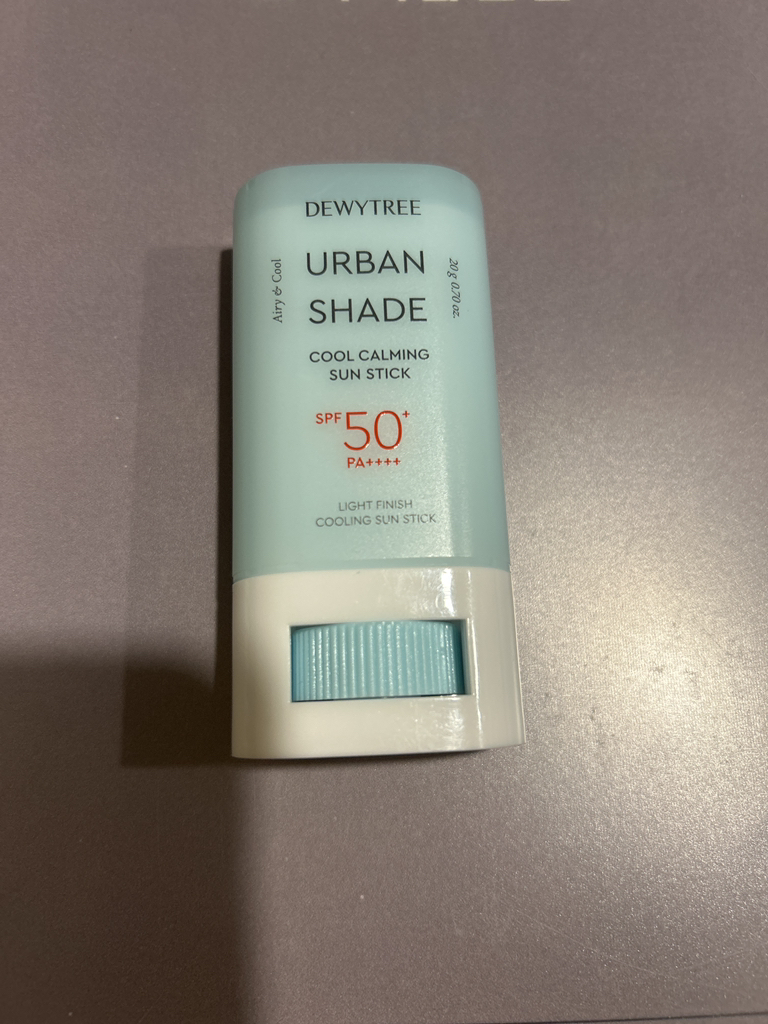 DEWYTREE
URBAN
SHADE
Airy & Cool
20 g 0.70 oz.
COOL CALMING
SUN STICK
SPF 50+
PA++++
LIGHT FINISH
COOLING SUN STICK